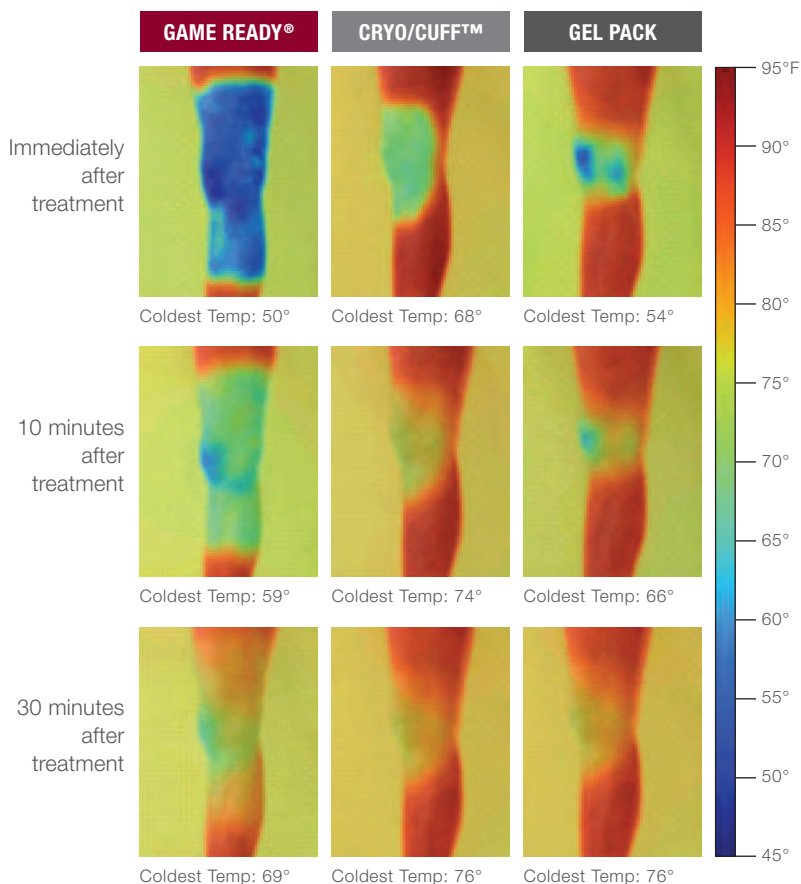 GAME READY®
CRYO/CUFF™
GEL PACK
Immediately
after
treatment
Coldest Temp: 50°
Coldest Temp: 68°
Coldest Temp: 54°
10 minutes
after
treatment
Coldest Temp: 59°
Coldest Temp: 74°
Coldest Temp: 66°
30 minutes
after
treatment
Coldest Temp: 69°
Coldest Temp: 76°
Coldest Temp: 76°
95°F
90°
85°
80°
75°
70°
65°
60°
55°
50°
45°